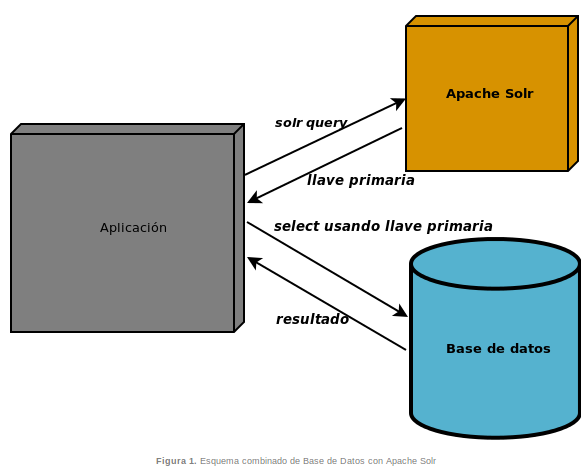 Apache Solr
solr query
llave primaria
Aplicación
select usando llave primaria
resultado
Base de datos
Figura 1. Esquema combinado de Base de Datos con Apache Solr